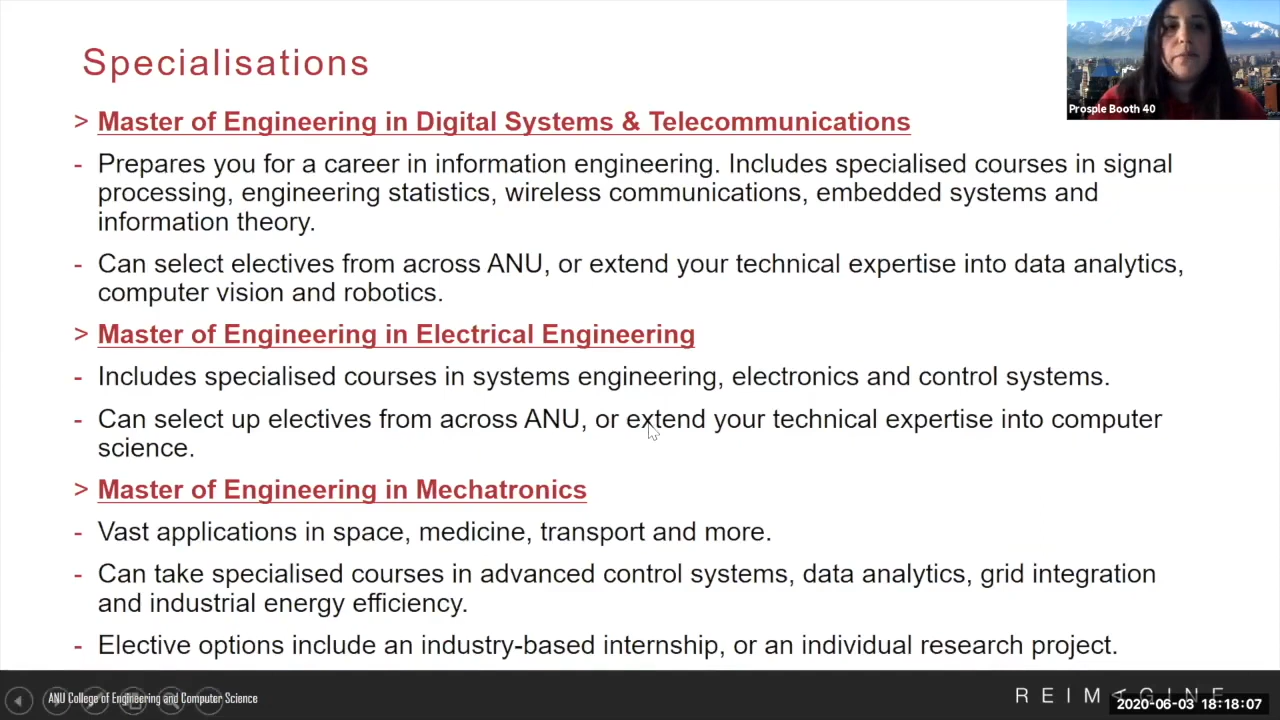 Specialisations
Prosple Booth 40
> Master of Engineering in Digital Systems & Telecommunications
- Prepares you for a career in information engineering. Includes specialised courses in signal
processing, engineering statistics, wireless communications, embedded systems and
information theory.
- Can select electives from across ANU, or extend your technical expertise into data analytics,
computer vision and robotics.
> Master of Engineering in Electrical Engineering
- Includes specialised courses in systems engineering, electronics and control systems.
- Can select up electives from across ANU, or extend your technical expertise into computer
science.
> Master of Engineering in Mechatronics
- Vast applications in space, medicine, transport and more.
- Can take specialised courses in advanced control systems, data analytics, grid integration
and industrial energy efficiency.
- Elective options include an industry-based internship, or an individual research project.
ANU College of Engineering and Computer Science
REIMAGINE
2020-06-03 18:18:07